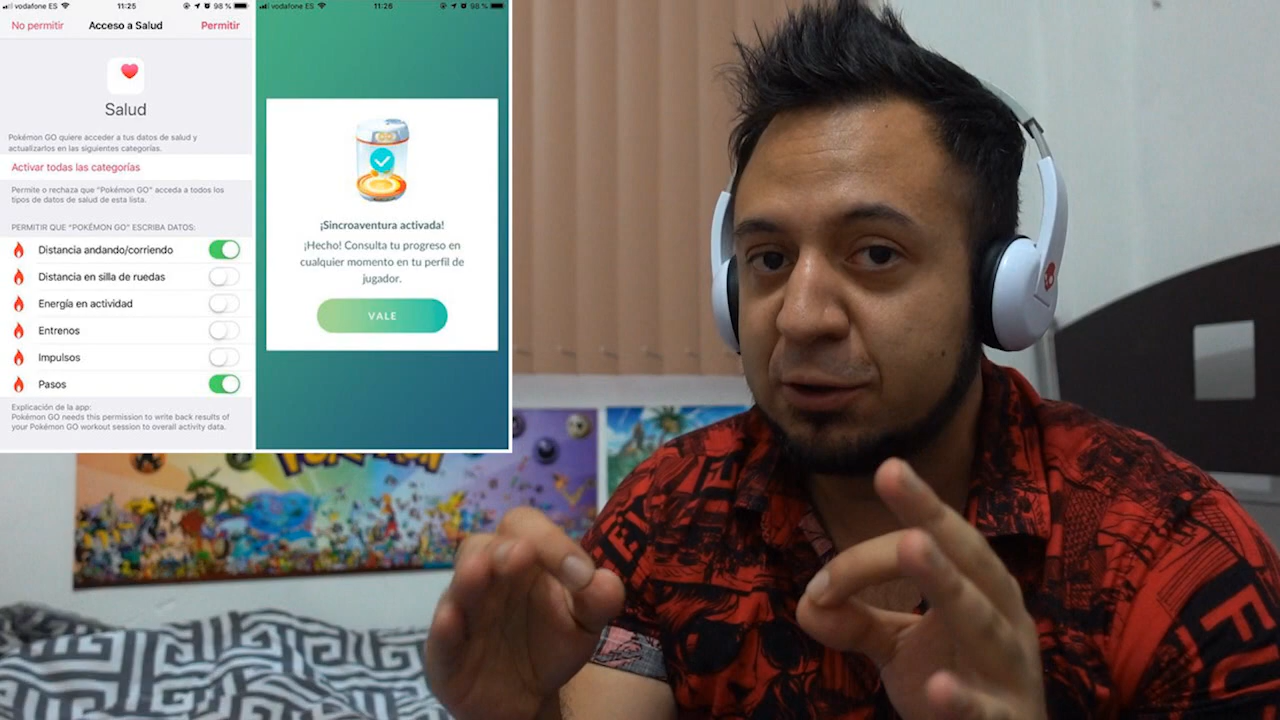 vodafone ES
11:25
98 %
No permitir
Acceso a Salud
Permitir
Salud
Pokémon GO quiere acceder a tus datos de salud y
actualizarlos en las siguientes categorías.
Activar todas las categorías
Permite o rechaza que "Pokémon GO" acceda a todos los
tipos de datos de salud de esta lista.
PERMITIR QUE "POKÉMON GO" ESCRIBA DATOS:
Distancia andando/corriendo
Distancia en silla de ruedas
Energía en actividad
Entrenos
Impulsos
Pasos
Explicación de la app:
Pokémon GO needs this permission to write back results of
your Pokémon GO workout session to overall activity data.
vodafone ES
11:26
98 %
GO
¡Sincroaventura activada!
¡Hecho! Consulta tu progreso en
cualquier momento en tu perfil de
jugador.
VALE